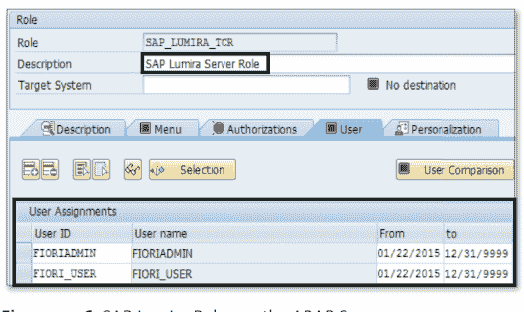 Role
Role SAP_LUMIRA_TCR
Description SAP Lumira Server Role
Target System No destination
Description Menu Authorizations User Personalization
Selection User Comparison
User Assignments
User ID User name From to
FIORIADMIN FIORIADMIN 01/22/2015 12/31/9999
FIORI_USER FIORI_USER 01/22/2015 12/31/9999